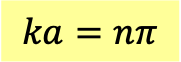 ka = nπ